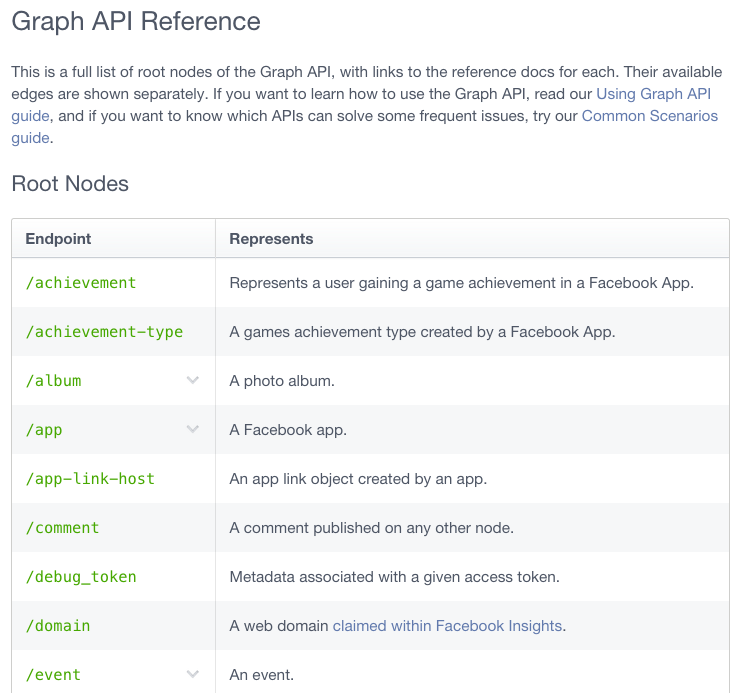 Graph API Reference
This is a full list of root nodes of the Graph API, with links to the reference docs for each. Their available
edges are shown separately. If you want to learn how to use the Graph API, read our Using Graph API
guide, and if you want to know which APIs can solve some frequent issues, try our Common Scenarios
guide.
Root Nodes
Endpoint Represents
/achievement Represents a user gaining a game achievement in a Facebook App.
/achievement-type A games achievement type created by a Facebook App.
/album A photo album.
/app A Facebook app.
/app-link-host An app link object created by an app.
/comment A comment published on any other node.
/debug_token Metadata associated with a given access token.
/domain A web domain claimed within Facebook Insights.
/event An event.